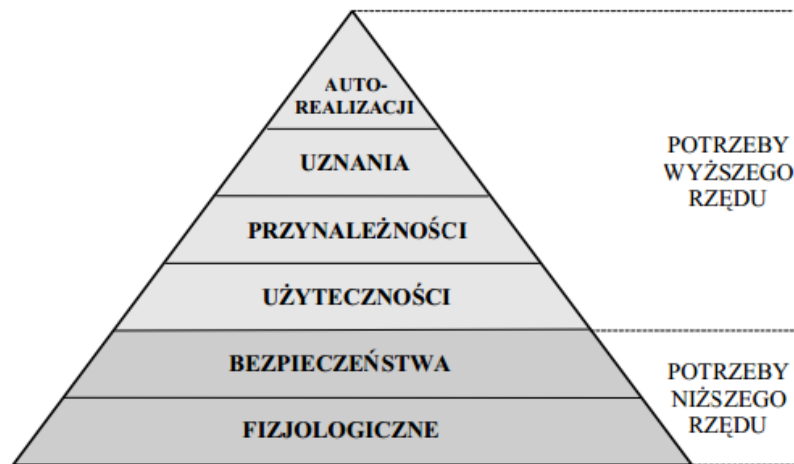 AUTO-
REALIZACJI
UZNANIA
PRZYNALEŻNOŚCI
UŻYTECZNOŚCI
BEZPIECZEŃSTWA
FIZJOLOGICZNE
POTRZEBY
WYŻSZEGO
RZĘDU
POTRZEBY
NIŻSZEGO
RZĘDU